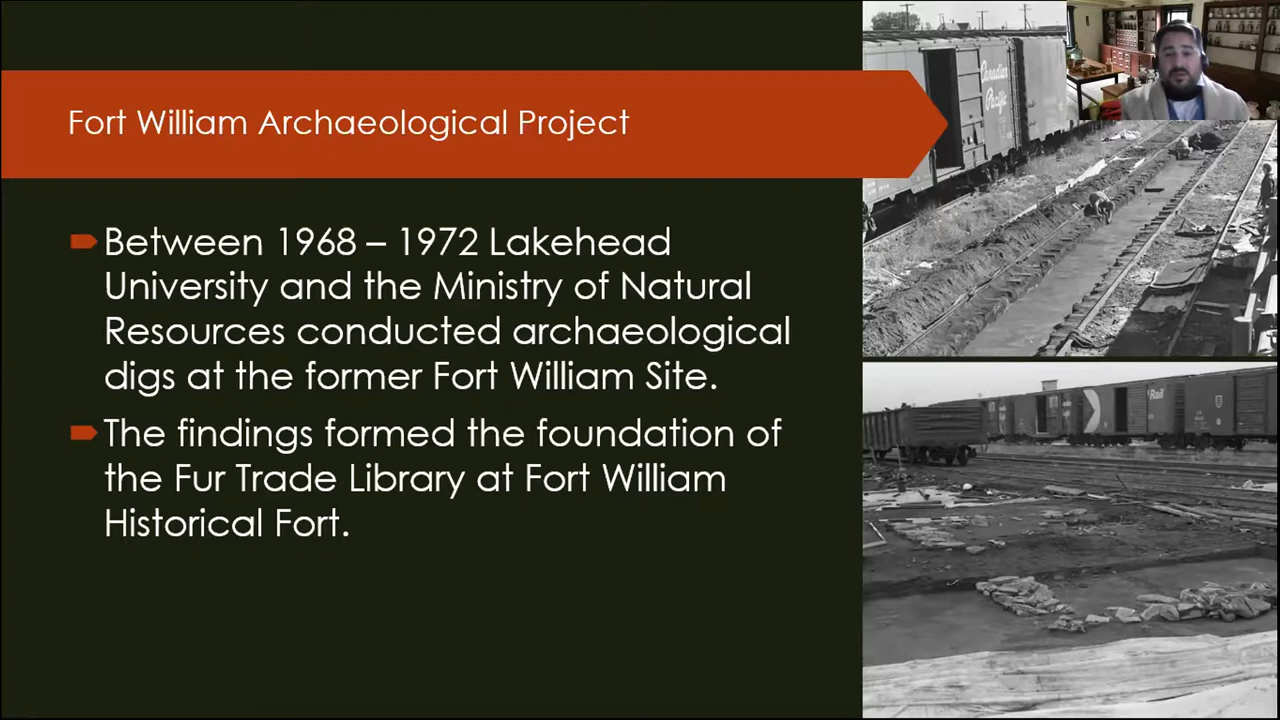 Fort William Archaeological Project
Between 1968 – 1972 Lakehead
University and the Ministry of Natural
Resources conducted archaeological
digs at the former Fort William Site.
The findings formed the foundation of
the Fur Trade Library at Fort William
Historical Fort.
Canadian
Pacific
Rail